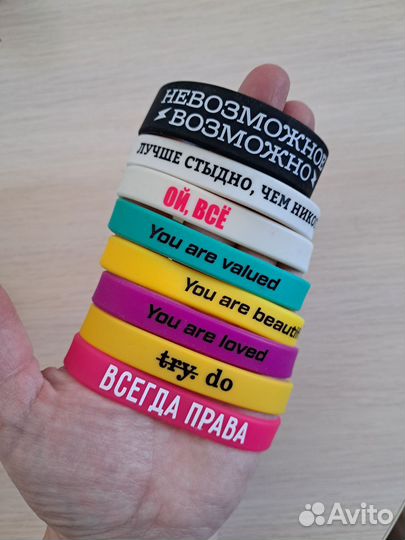 НЕВОЗМОЖНОЕ
ВОЗМОЖНО
ЛУЧШЕ СТЫДНО, ЧЕМ
ОЙ, ВСЁ
You are valued
You are
You are loved
try. do
ВСЕГДА ПРАВА
Avito